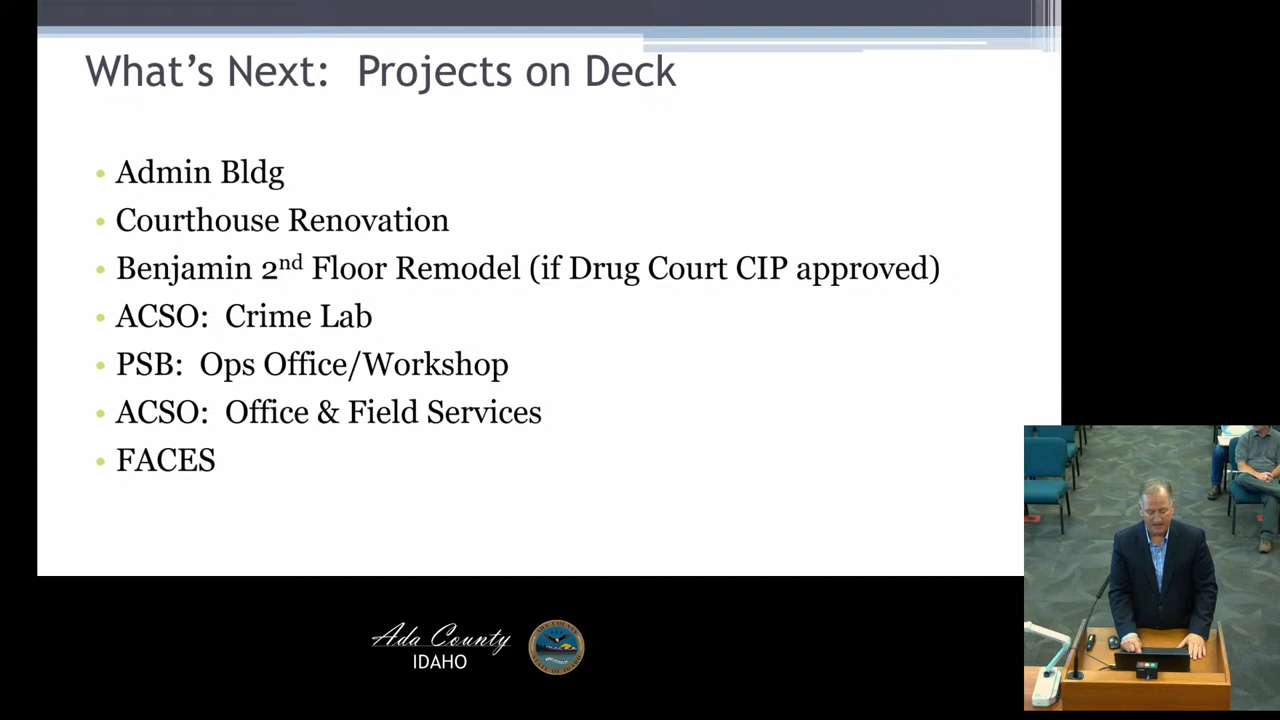 What's Next:  Projects on Deck
• Admin Bldg
• Courthouse Renovation
• Benjamin 2nd Floor Remodel (if Drug Court CIP approved)
• ACSO:  Crime Lab
• PSB:  Ops Office/Workshop
• ACSO:  Office & Field Services
• FACES
Ada County
IDAHO